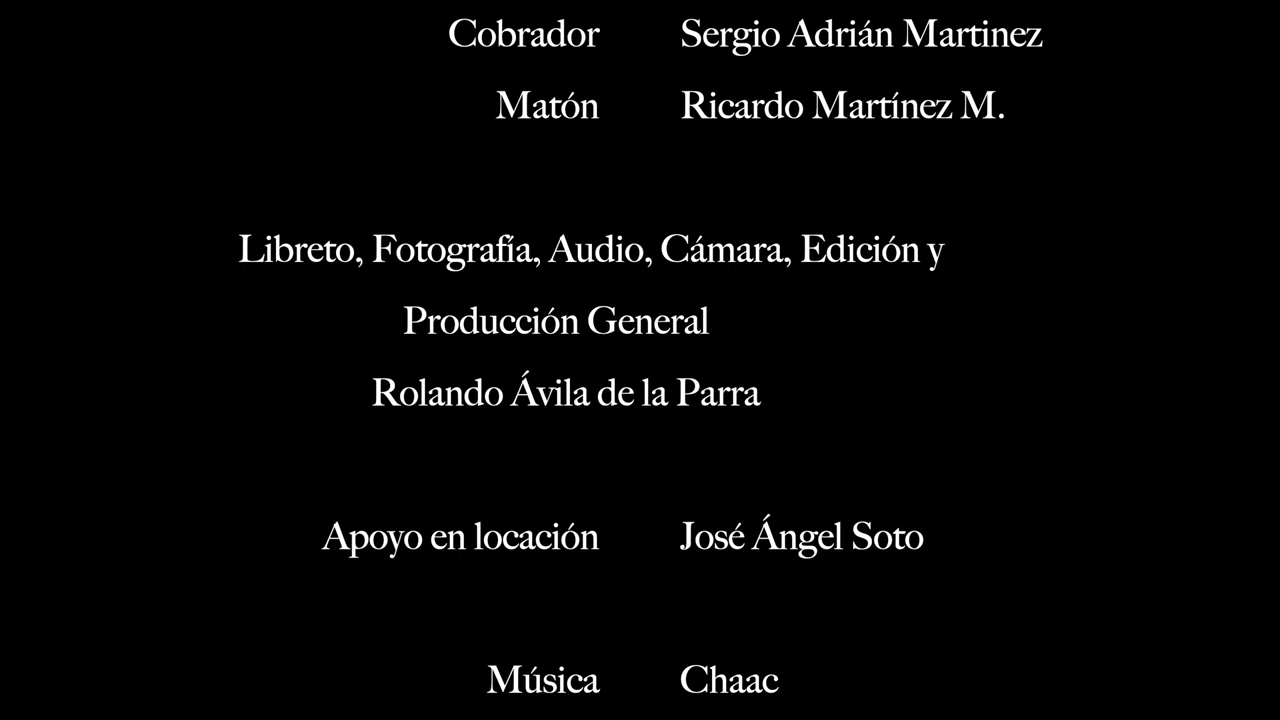 Cobrador Sergio Adrián Martinez
Matón Ricardo Martínez M.
Libreto, Fotografía, Audio, Cámara, Edición y
Producción General
Rolando Ávila de la Parra
Apoyo en locación José Ángel Soto
Música Chaac